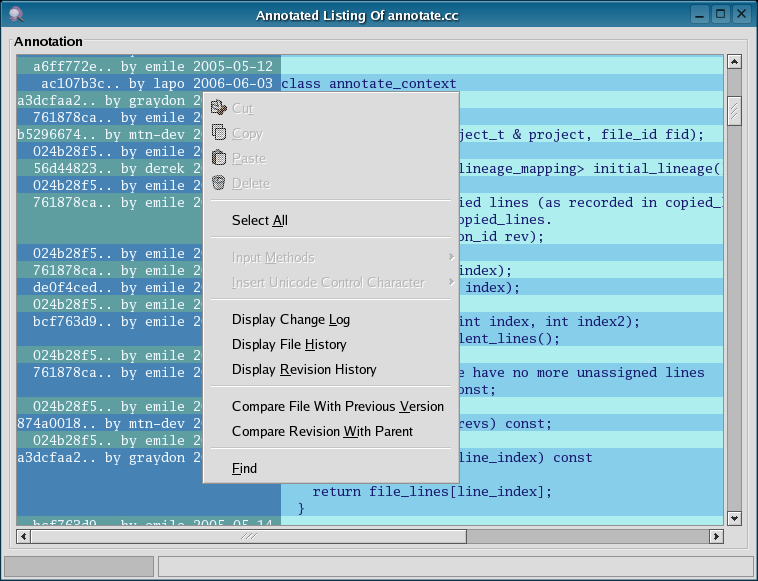 Annotated Listing Of annotate.cc
Annotation
a6ff772e.. by emile 2005-05-12
ac107b3c.. by lapo 2006-06-03 class annotate_context
a3dcfaa2.. by graydon 2
761878ca.. by emile 2
b5296674.. by mtn-dev 2 ject_t & project, file_id fid);
024b28f5.. by emile 2
56d44823.. by derek 2 lineage_mapping> initial_lineage(
024b28f5.. by emile 2
761878ca.. by emile 2 ied lines (as recorded in copied_l
opied_lines.
on_id rev);
024b28f5.. by emile 2
761878ca.. by emile 2 index);
de0f4ced.. by emile 2 index);
024b28f5.. by emile 2
bcf763d9.. by emile 2 int index, int index2);
lent_lines();
024b28f5.. by emile 2
761878ca.. by emile 2 e have no more unassigned lines
onst;
024b28f5.. by emile 2
874a0018.. by mtn-dev 2 revs) const;
024b28f5.. by emile 2
a3dcfaa2.. by graydon 2 line_index) const
return file_lines[line_index];
}
bcf763d9.. by emile 2005-05-14
Cut
Copy
Paste
Delete
Select All
Input Methods
Insert Unicode Control Character
Display Change Log
Display File History
Display Revision History
Compare File With Previous Version
Compare Revision With Parent
Find